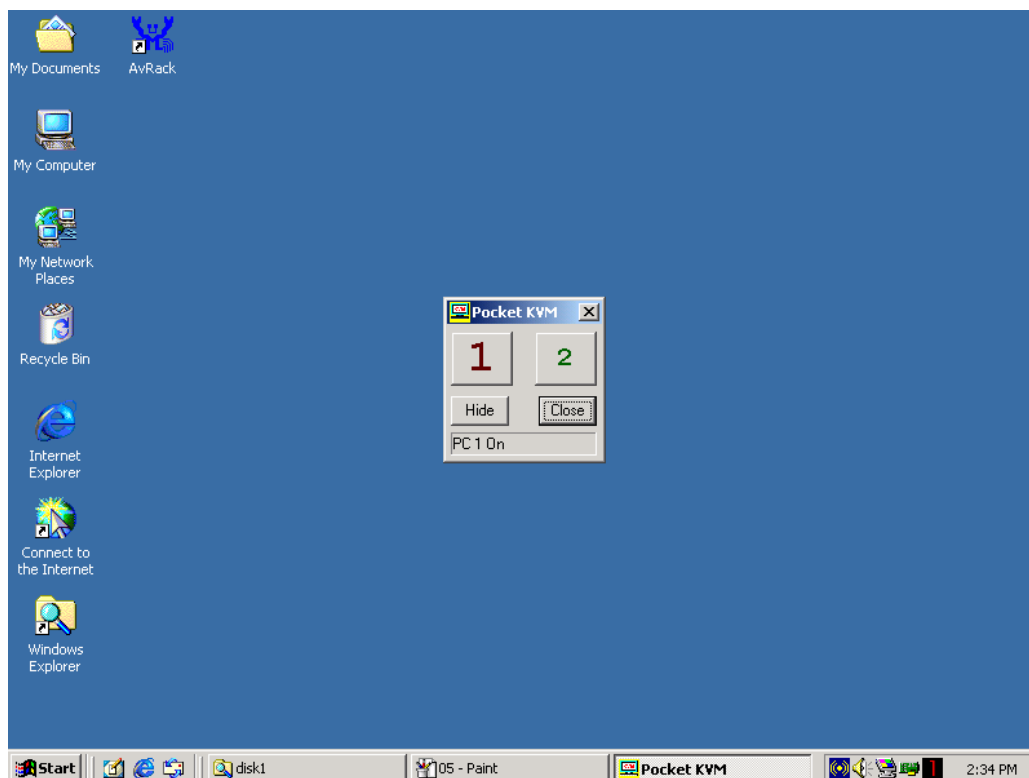 My Documents
AvRack
My Computer
My Network
Places
Recycle Bin
Internet
Explorer
Connect to
the Internet
Windows
Explorer
Pocket KVM
1
2
Hide
Close
PC 1 On
Start
disk1
05 - Paint
Pocket KVM
1
2:34 PM